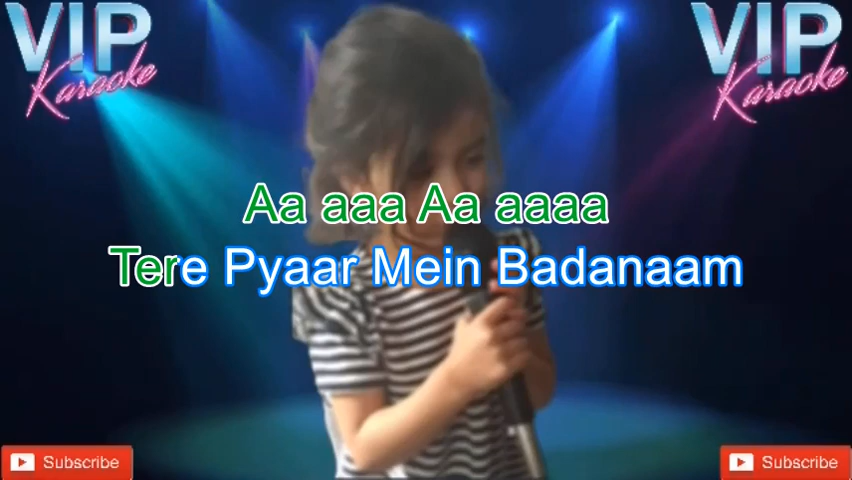 VIP
Karaoke
VIP
Karaoke
Aa aaa Aa aaaa
Tere Pyaar Mein Badanaam
Subscribe
Subscribe